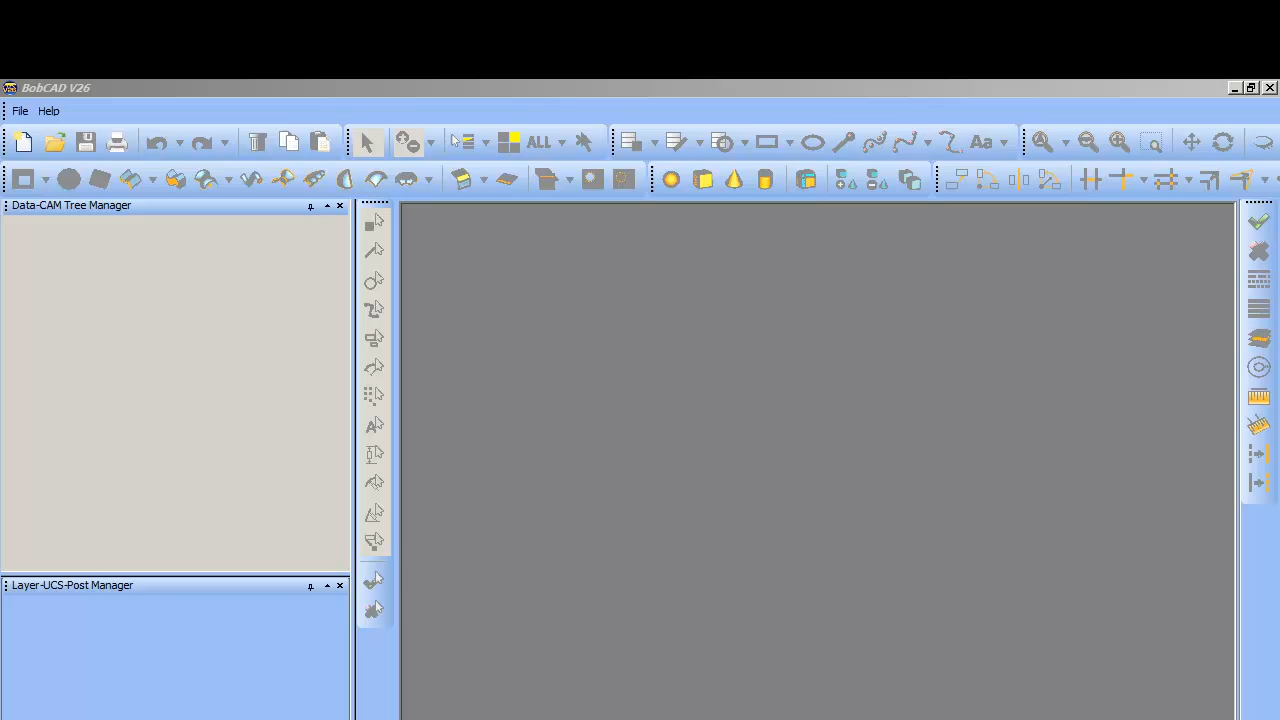 BobCAD V26
File Help
ALL
Aa
Data-CAM Tree Manager
A
Layer-UCS-Post Manager